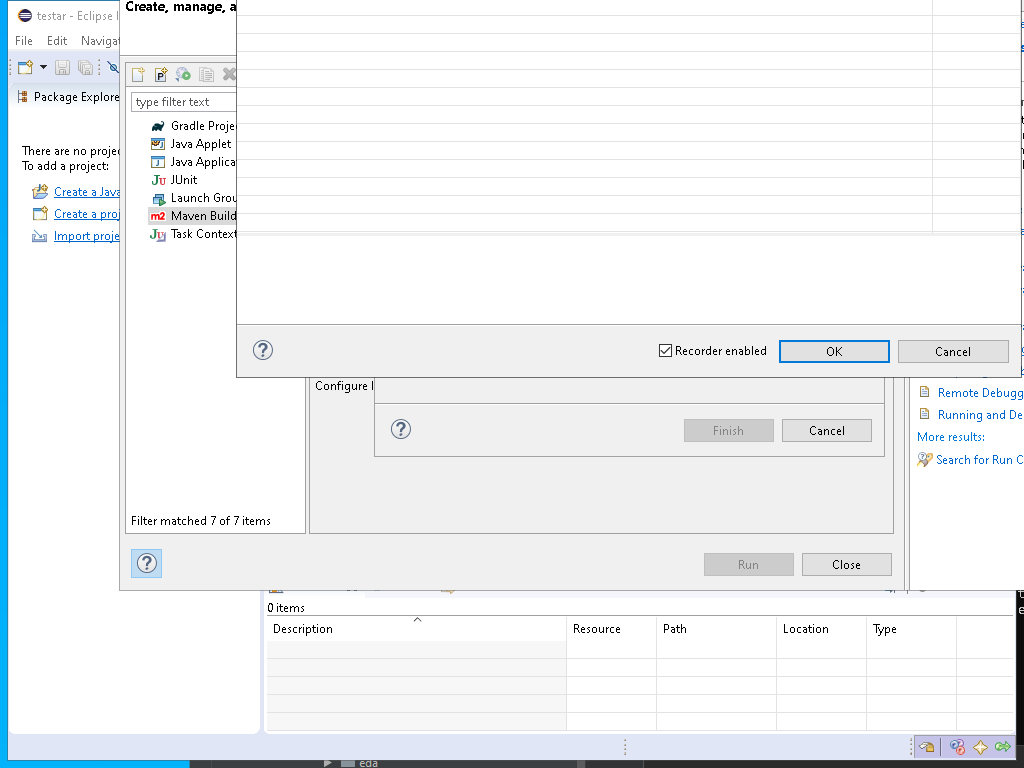 testar - Eclipse I
Create, manage, a
File Edit Navigat
type filter text
Package Explore
Gradle Proje
Java Applet
Java Applica
JUnit
Launch Grou
Maven Build
Task Context
There are no projec
To add a project:
Create a Java
Create a proj
Import proje
Recorder enabled
OK
Cancel
Configure l
Remote Debugg
Running and De
More results:
Search for Run C
Finish
Cancel
Filter matched 7 of 7 items
Run
Close
0 items
Description Resource Path Location Type
eda